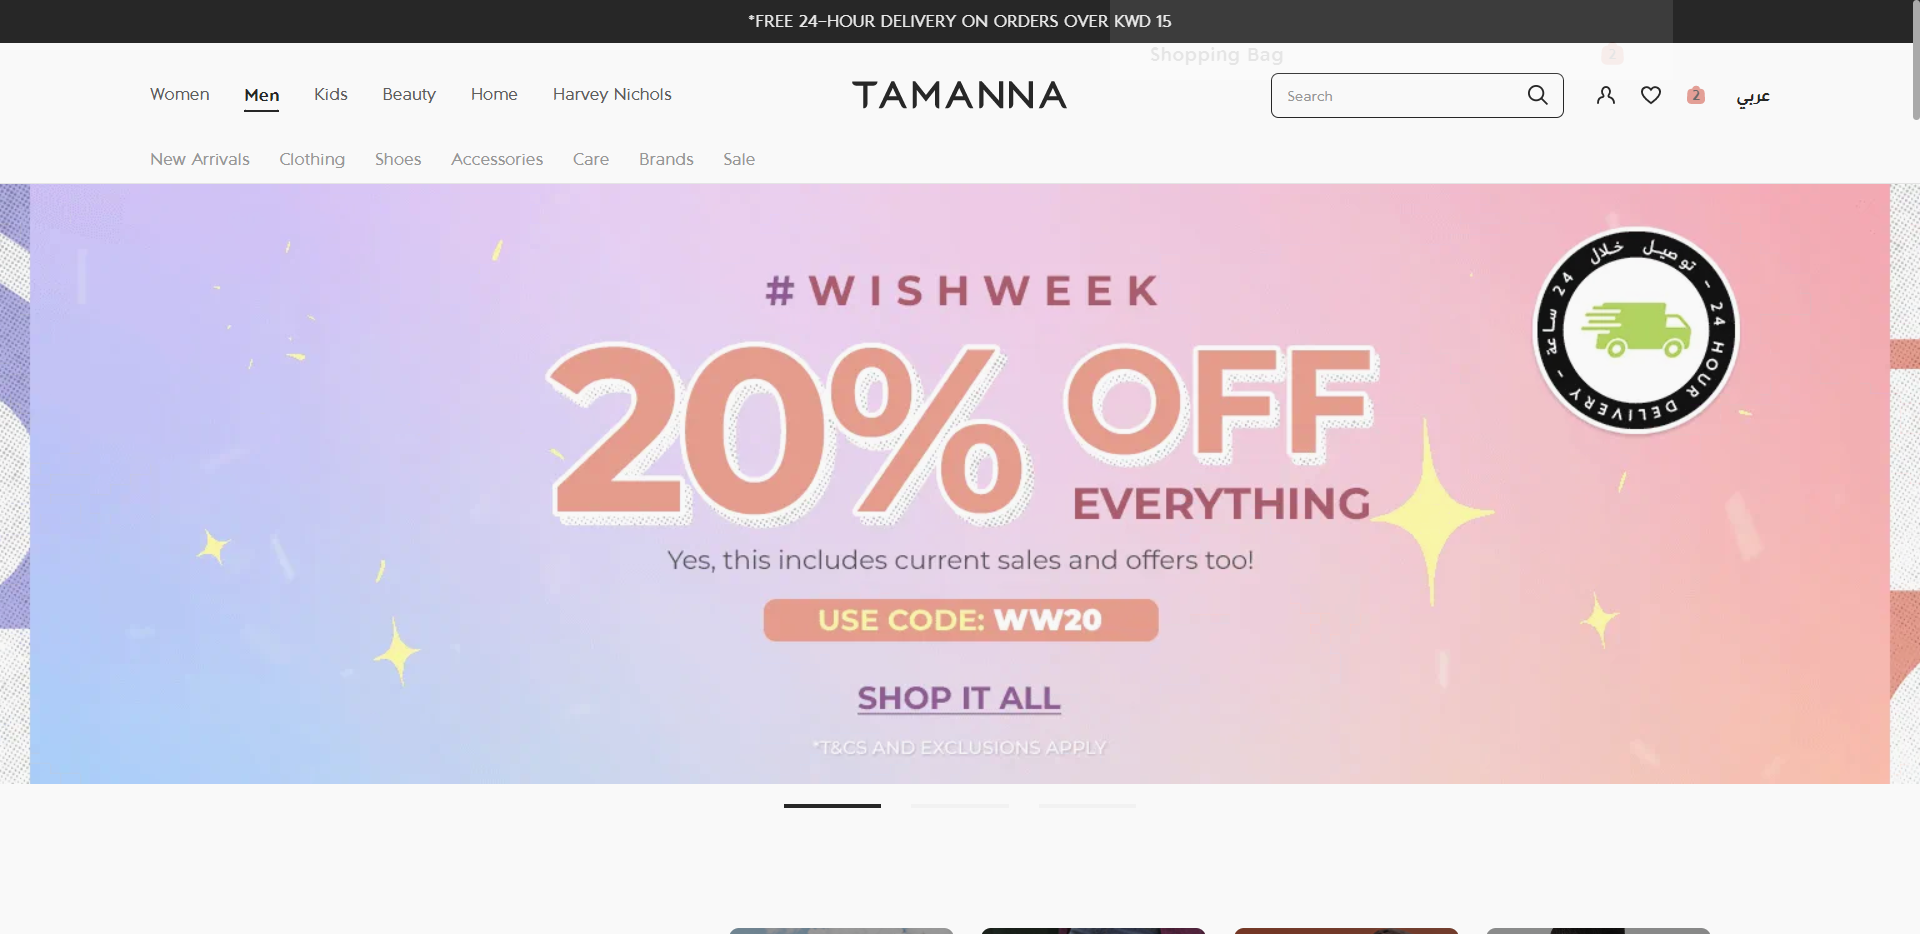 *FREE 24-HOUR DELIVERY ON ORDERS OVER KWD 15
Shopping Bag 2
Women Men Kids Beauty Home Harvey Nichols
TAMANNA
Search
2
عربي
New Arrivals Clothing Shoes Accessories Care Brands Sale
#WISHWEEK
20% OFF
EVERYTHING
Yes, this includes current sales and offers too!
USE CODE: WW20
SHOP IT ALL
*T&CS AND EXCLUSIONS APPLY
توصيل خلال 24 ساعة - 24 HOUR DELIVERY -